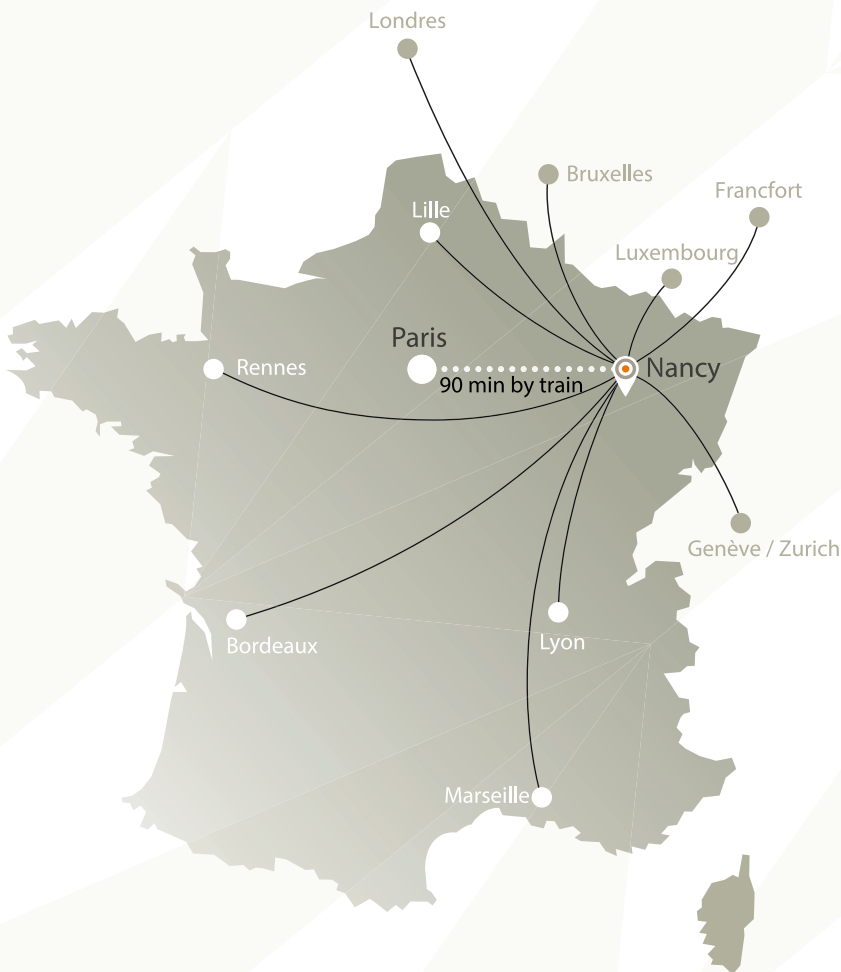 Londres
Bruxelles
Francfort
Lille
Luxembourg
Paris
Rennes
Nancy
90 min by train
Genève / Zurich
Bordeaux
Lyon
Marseille